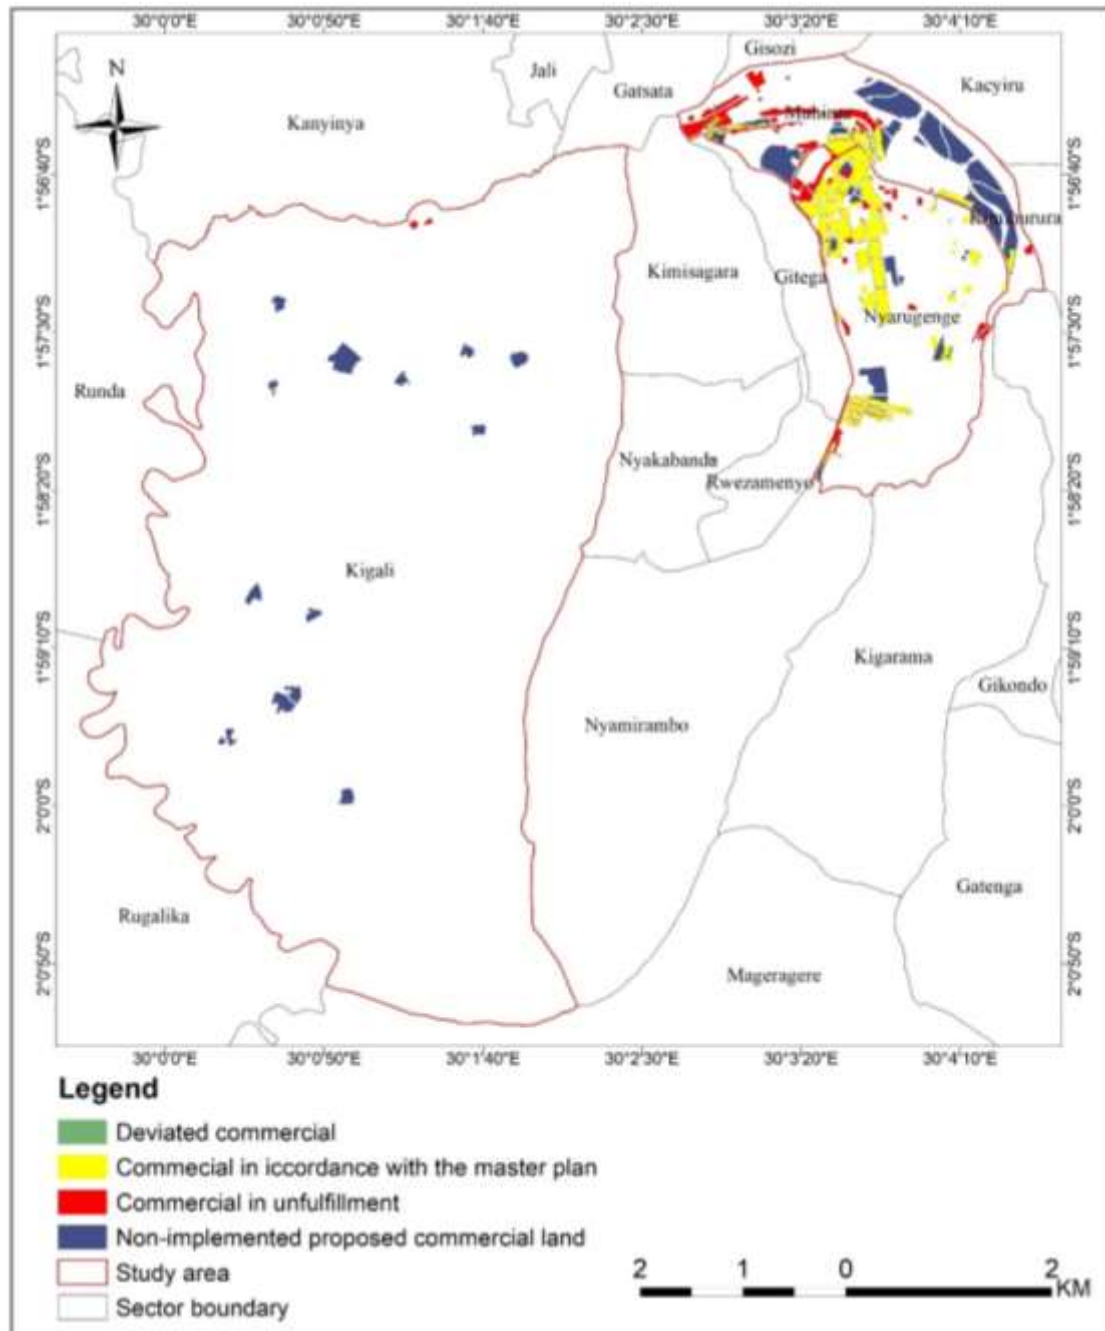 30°0'0"E 30°0'50"E 30°1'40"E 30°2'30"E 30°3'20"E 30°4'10"E
Gisozi
Jali
Gatsata
Kacyiru
N
Kanyinya
1°56'40"S
1°56'40"S
Kimisagara
Gitega
Nyarugenge
1°57'30"S
1°57'30"S
Runda
Nyakabanda
Rwezamenyo
1°58'20"S
1°58'20"S
Kigali
1°59'10"S
1°59'10"S
Kigarama
Gikondo
Nyamirambo
2°0'0"S
2°0'0"S
Gatenga
Rugalika
2°0'50"S
2°0'50"S
Mageragere
30°0'0"E 30°0'50"E 30°1'40"E 30°2'30"E 30°3'20"E 30°4'10"E
Legend
Deviated commercial
Commecial in iccordance with the master plan
Commercial in unfulfillment
Non-implemented proposed commercial land
Study area
Sector boundary
2 1 0 2
KM